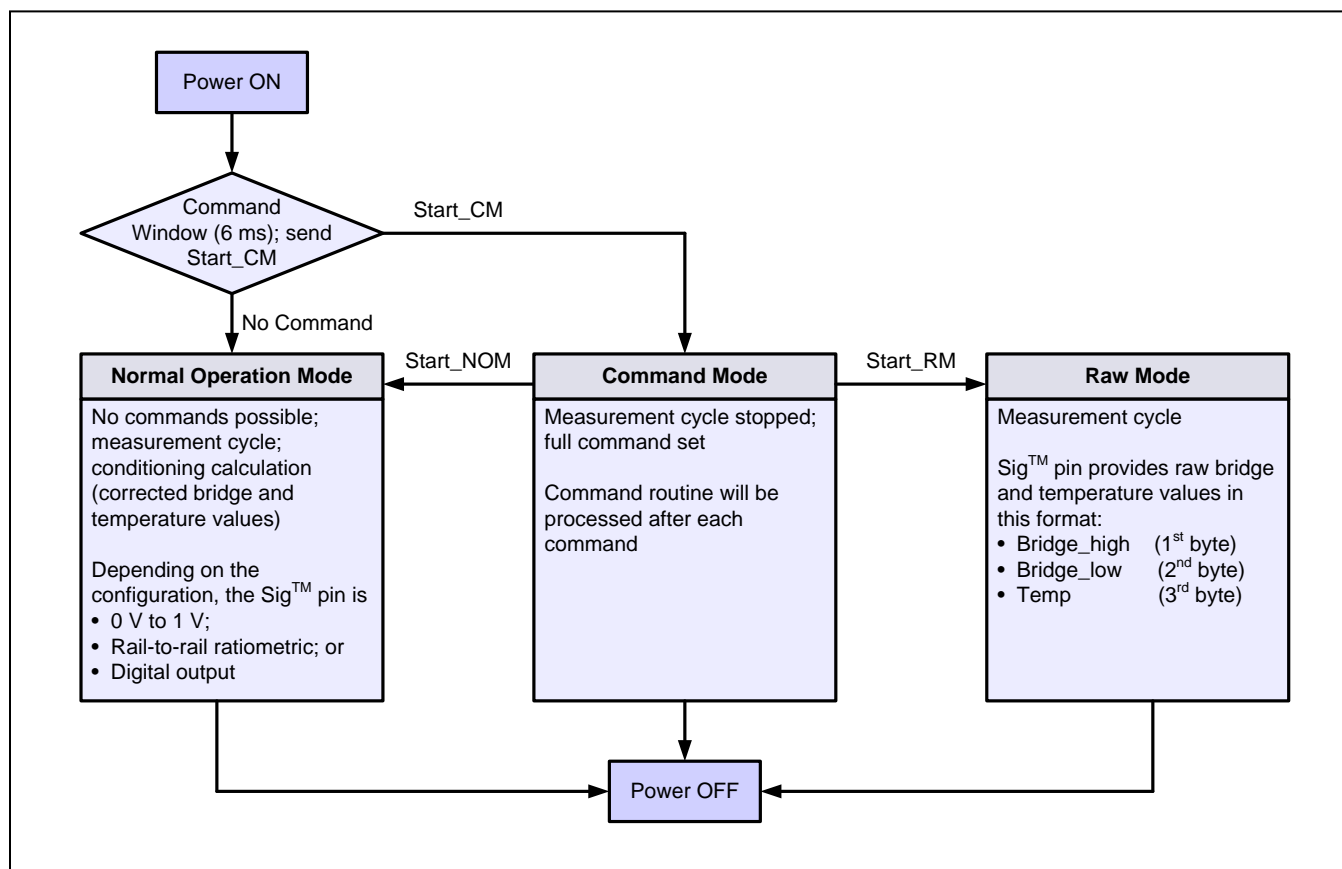 Power ON
Command
Window (6 ms); send
Start_CM
Start_CM
No Command
Start_NOM
Start_RM
Normal Operation Mode
No commands possible;
measurement cycle;
conditioning calculation
(corrected bridge and
temperature values)
Depending on the
configuration, the Sig™ pin is
• 0 V to 1 V;
• Rail-to-rail ratiometric; or
• Digital output
Command Mode
Measurement cycle stopped;
full command set
Command routine will be
processed after each
command
Raw Mode
Measurement cycle
Sig™ pin provides raw bridge
and temperature values in
this format:
• Bridge_high (1st byte)
• Bridge_low (2nd byte)
• Temp (3rd byte)
Power OFF